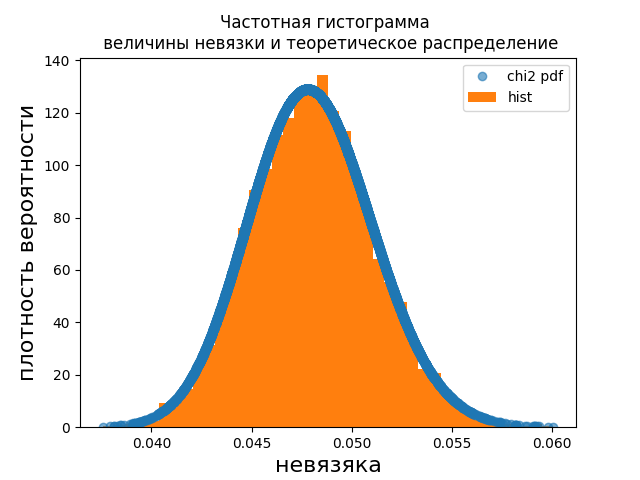 Частотная гистограмма
величины невязки и теоретическое распределение
140
120
100
80
60
40
20
0
плотность вероятности
chi2 pdf
hist
0.040 0.045 0.050 0.055 0.060
невязяка